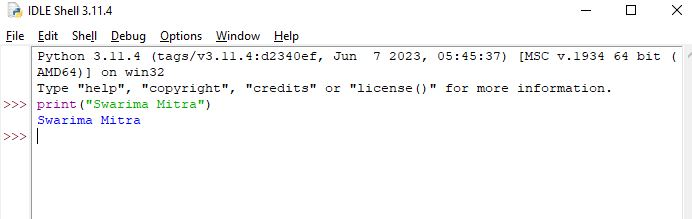 IDLE Shell 3.11.4
File Edit Shell Debug Options Window Help
Python 3.11.4 (tags/v3.11.4:d2340ef, Jun  7 2023, 05:45:37) [MSC v.1934 64 bit (
AMD64)] on win32
Type "help", "copyright", "credits" or "license()" for more information.
>>> print("Swarima Mitra")
Swarima Mitra
>>>